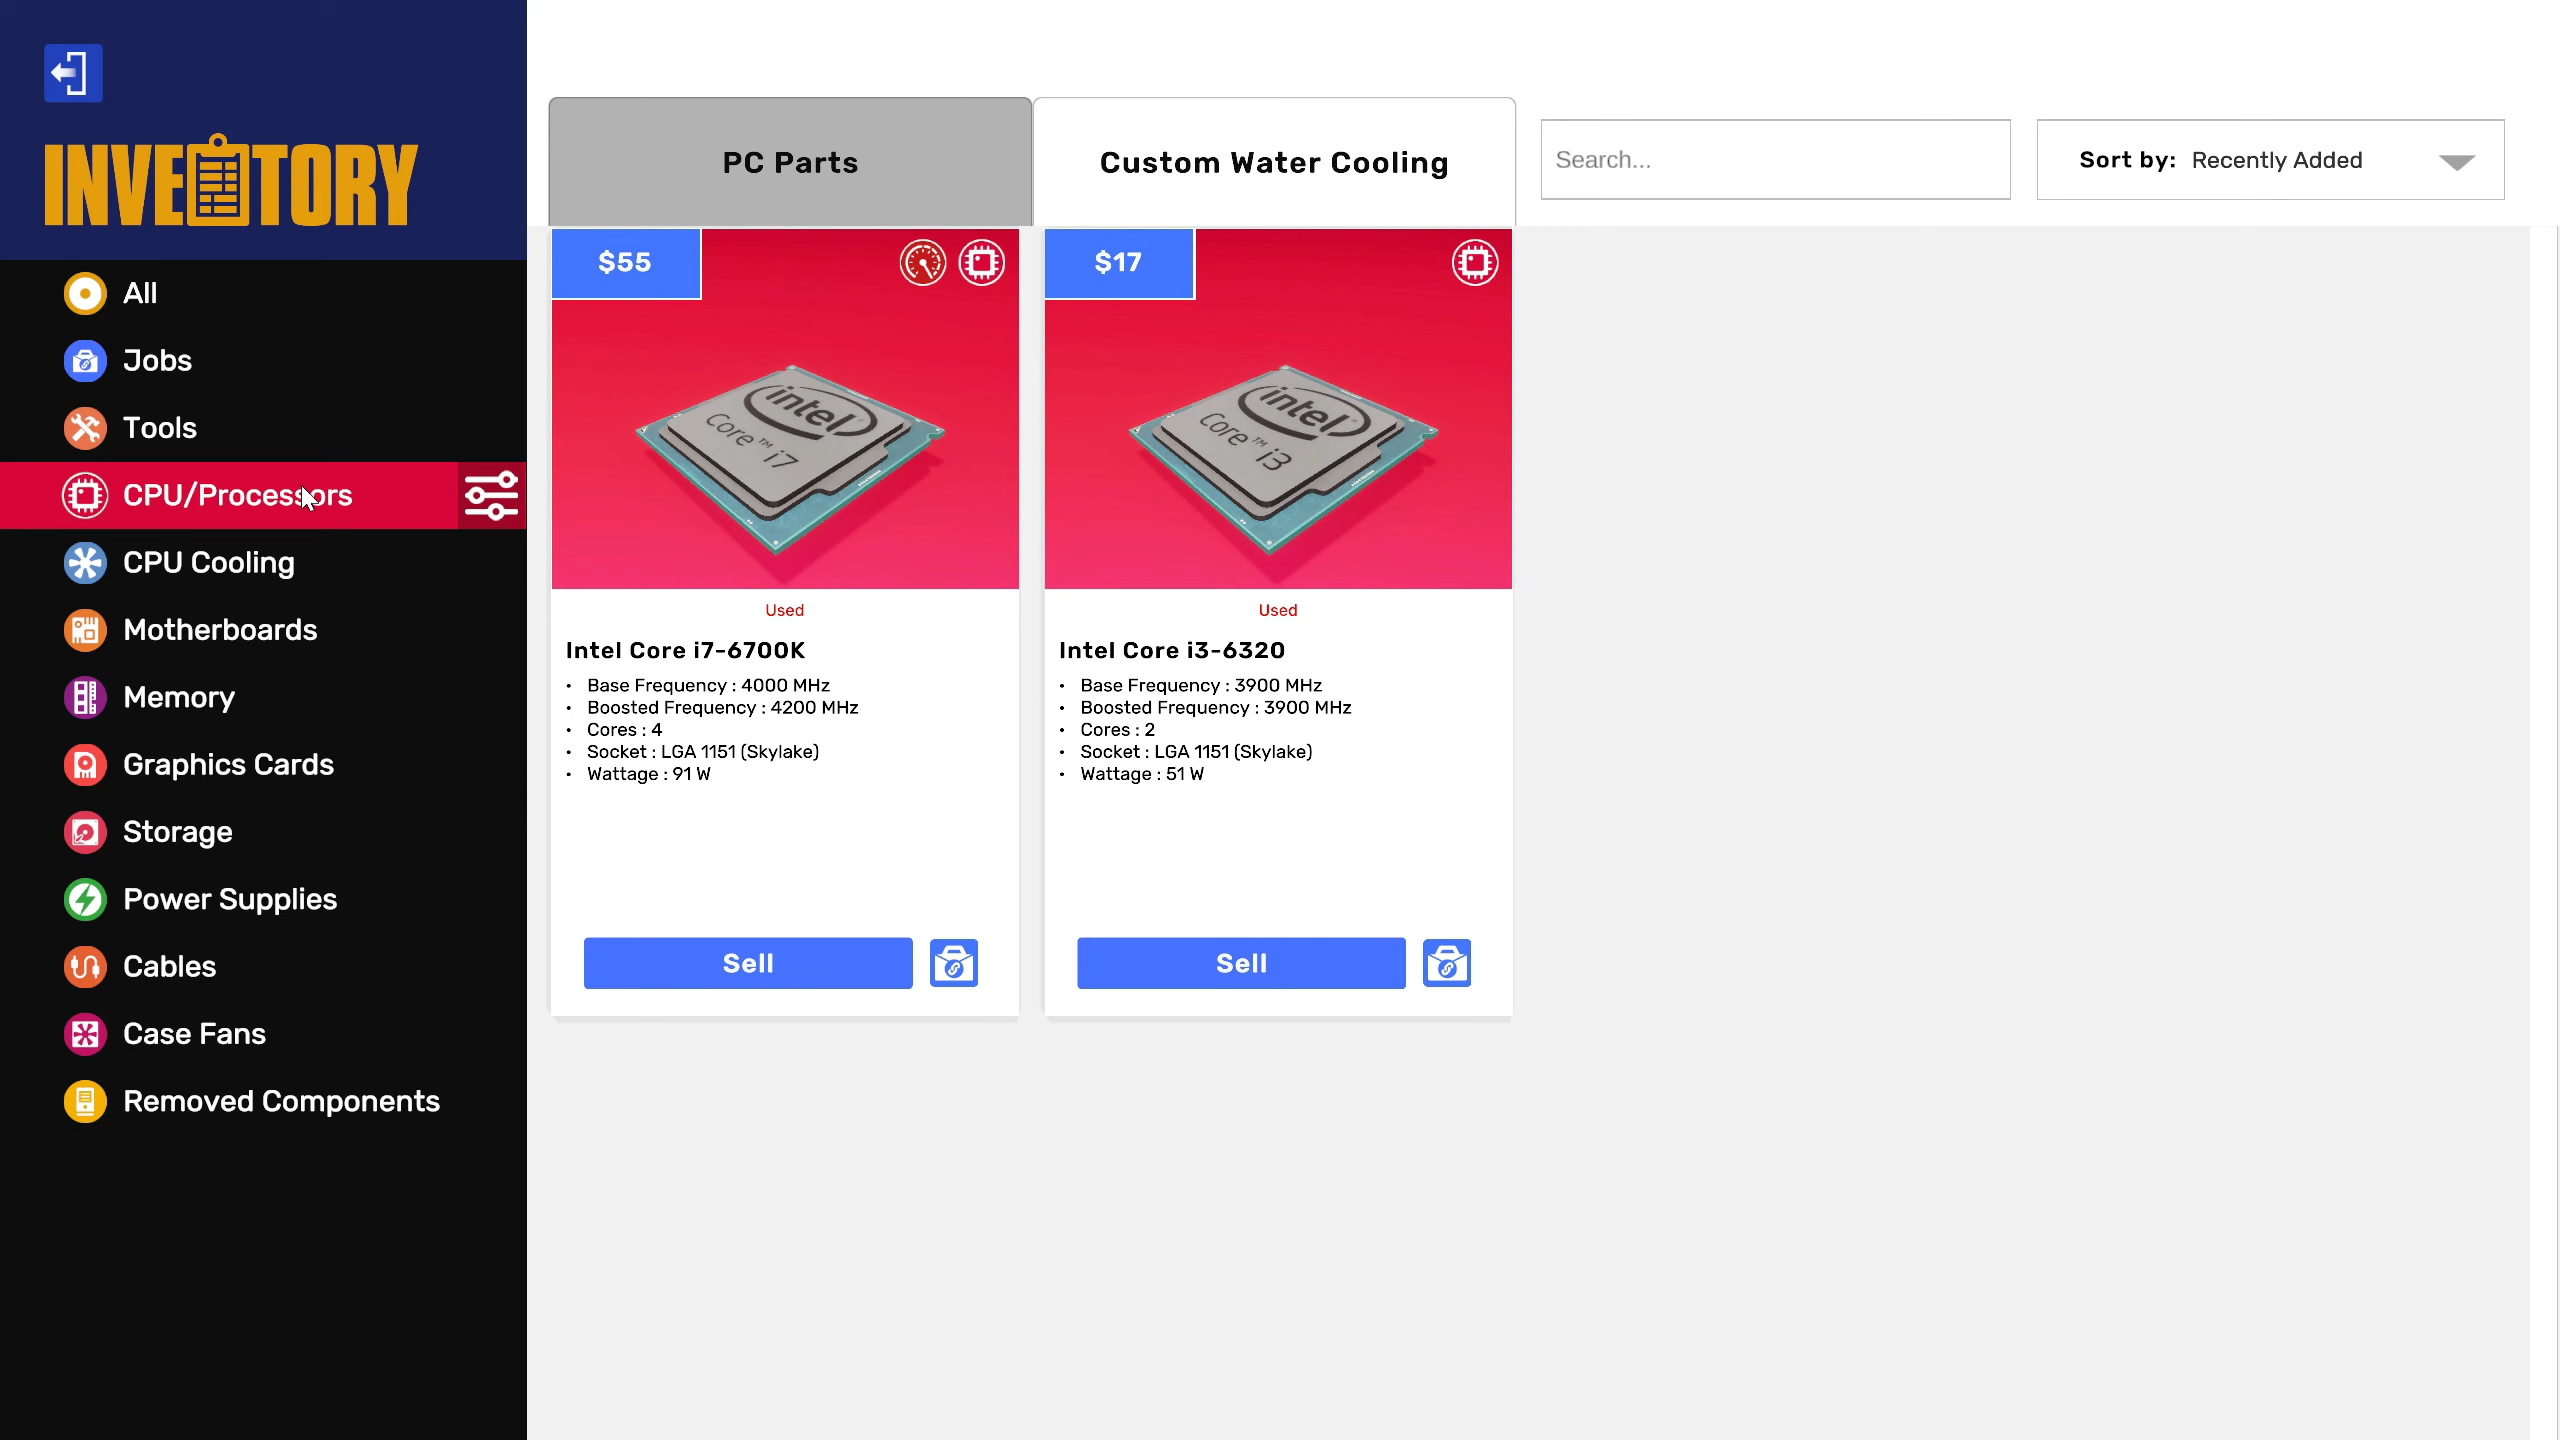 INVENTORY
All
Jobs
Tools
CPU/Processors
CPU Cooling
Motherboards
Memory
Graphics Cards
Storage
Power Supplies
Cables
Case Fans
Removed Components
PC Parts
Custom Water Cooling
Search...
Sort by: Recently Added
$55
intel
Core™ i7
Used
Intel Core i7-6700K
• Base Frequency : 4000 MHz
• Boosted Frequency : 4200 MHz
• Cores : 4
• Socket : LGA 1151 (Skylake)
• Wattage : 91 W
Sell
$17
intel
Core™ i3
Used
Intel Core i3-6320
• Base Frequency : 3900 MHz
• Boosted Frequency : 3900 MHz
• Cores : 2
• Socket : LGA 1151 (Skylake)
• Wattage : 51 W
Sell